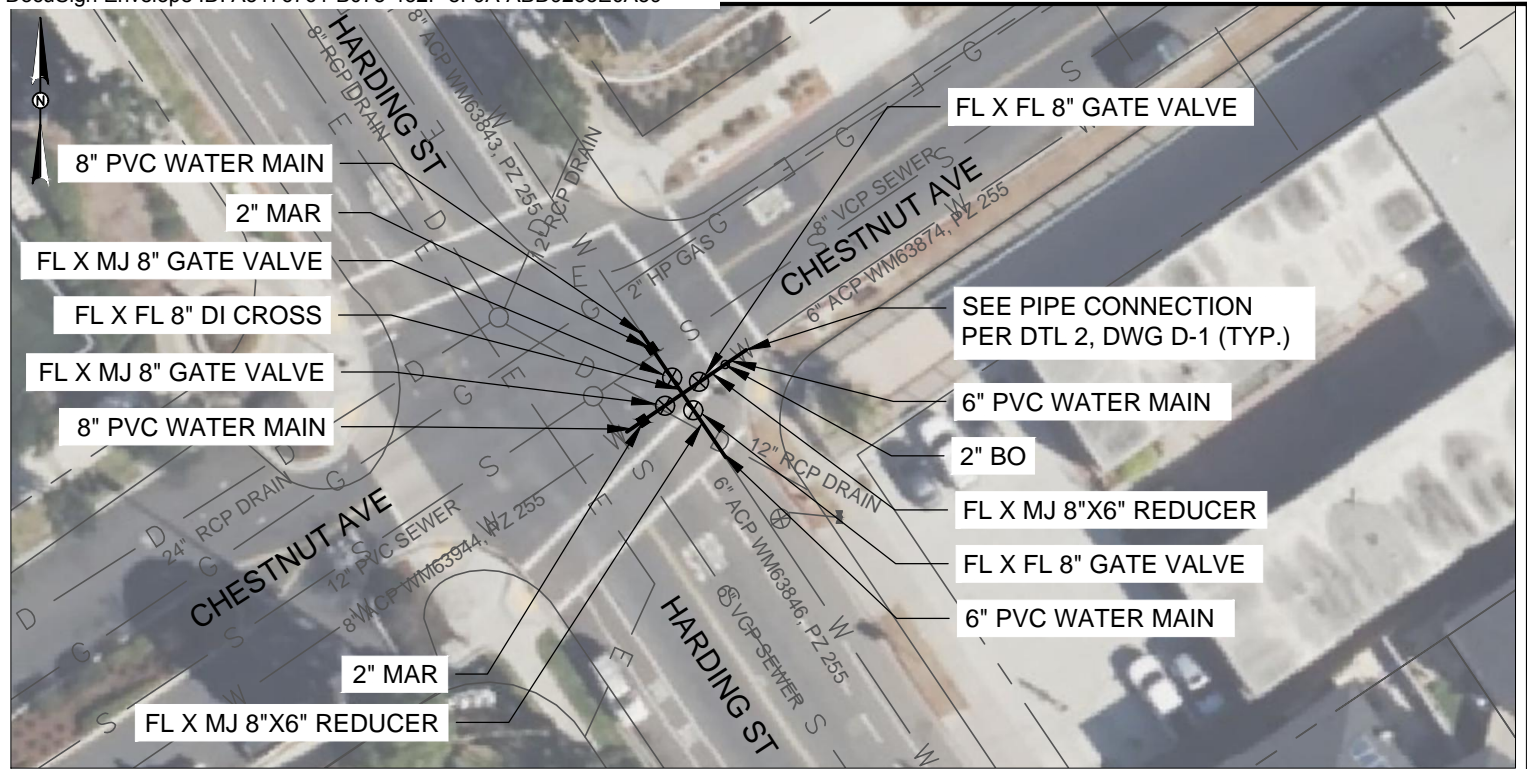 N
HARDING ST
8" RCP DRAIN
8" ACP WM63843, PZ 255
12" RCP DRAIN
FL X FL 8" GATE VALVE
8" PVC WATER MAIN
2" MAR
FL X MJ 8" GATE VALVE
FL X FL 8" DI CROSS
FL X MJ 8" GATE VALVE
8" PVC WATER MAIN
2" HP GAS
8" VCP SEWER
CHESTNUT AVE
6" ACP WM63874, PZ 255
SEE PIPE CONNECTION
PER DTL 2, DWG D-1 (TYP.)
6" PVC WATER MAIN
2" BO
FL X MJ 8"X6" REDUCER
FL X FL 8" GATE VALVE
6" PVC WATER MAIN
12" RCP DRAIN
24" RCP DRAIN
CHESTNUT AVE
12" PVC SEWER
8" ACP WM63944, PZ 255
6" ACP WM63846, PZ 255
6" VCP SEWER
HARDING ST
2" MAR
FL X MJ 8"X6" REDUCER